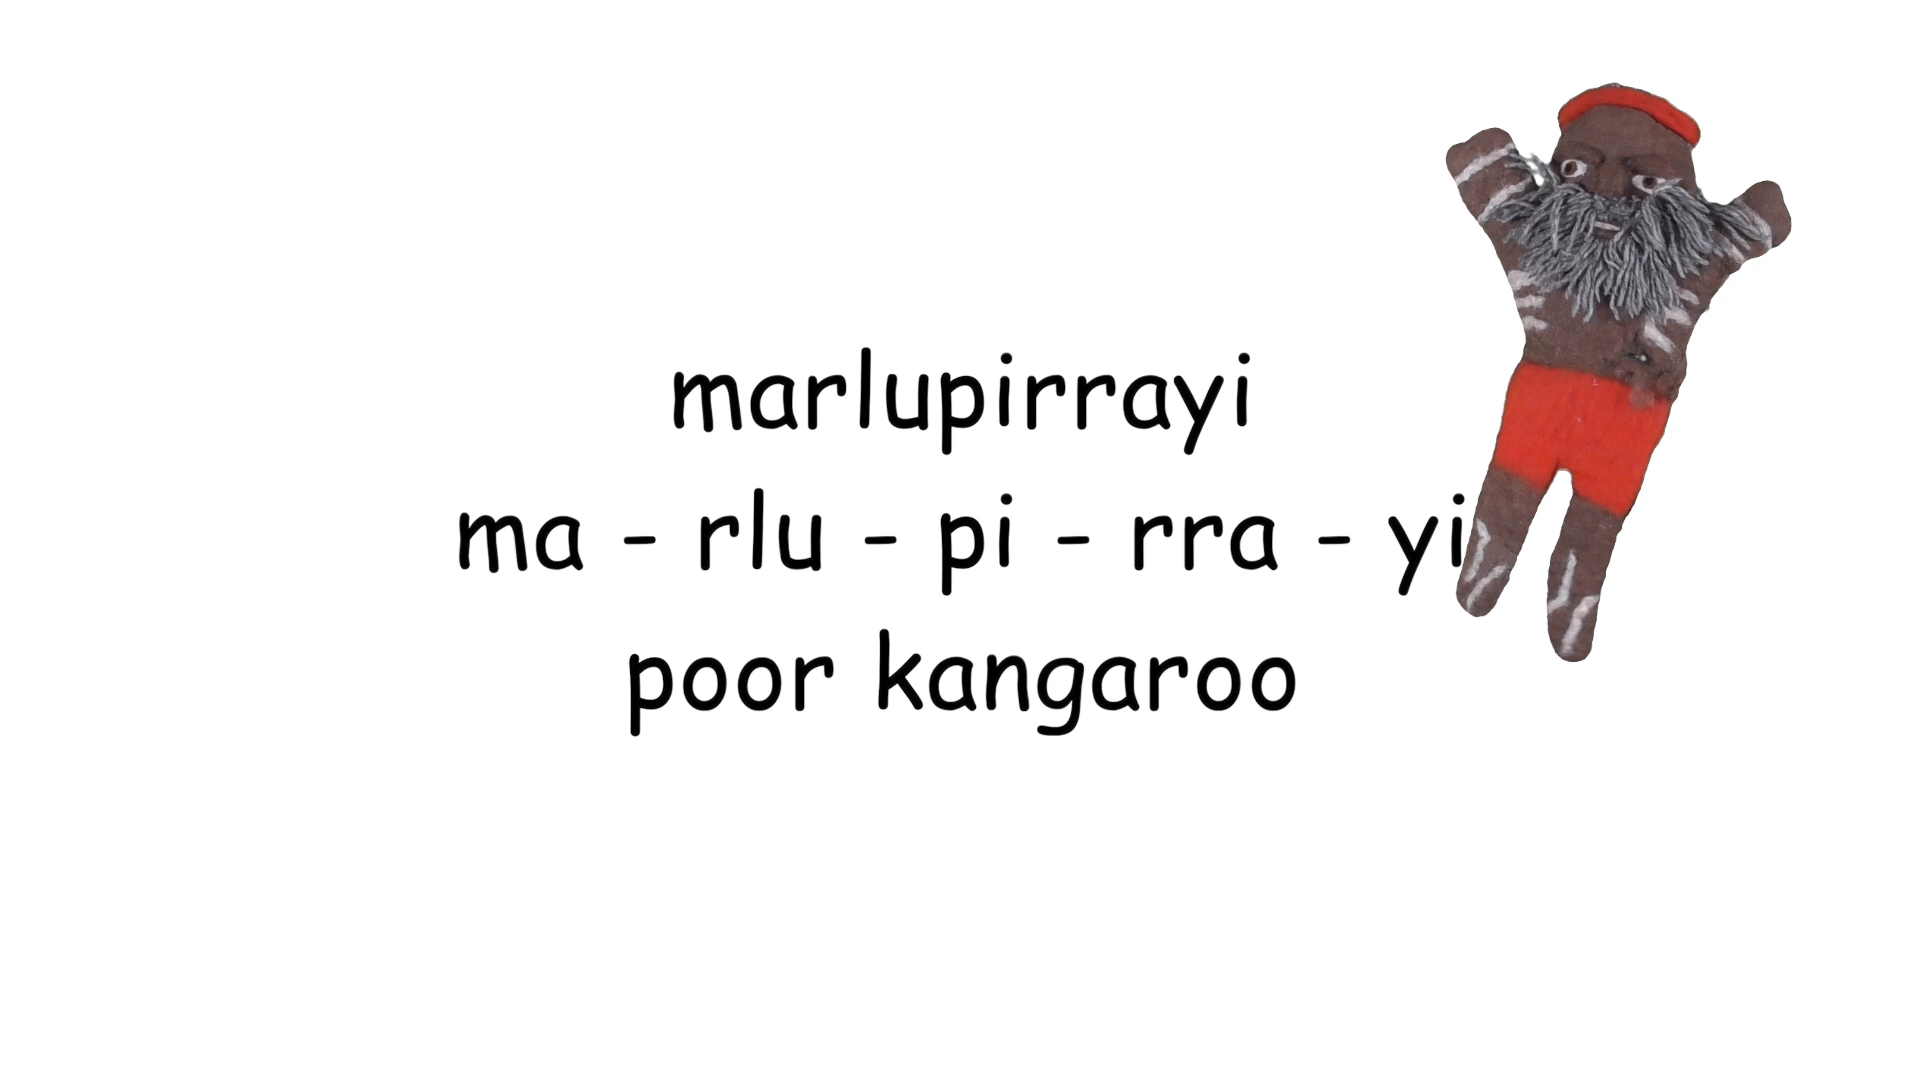 marlupirrayi
ma - rlu - pi - rra - yi
poor kangaroo